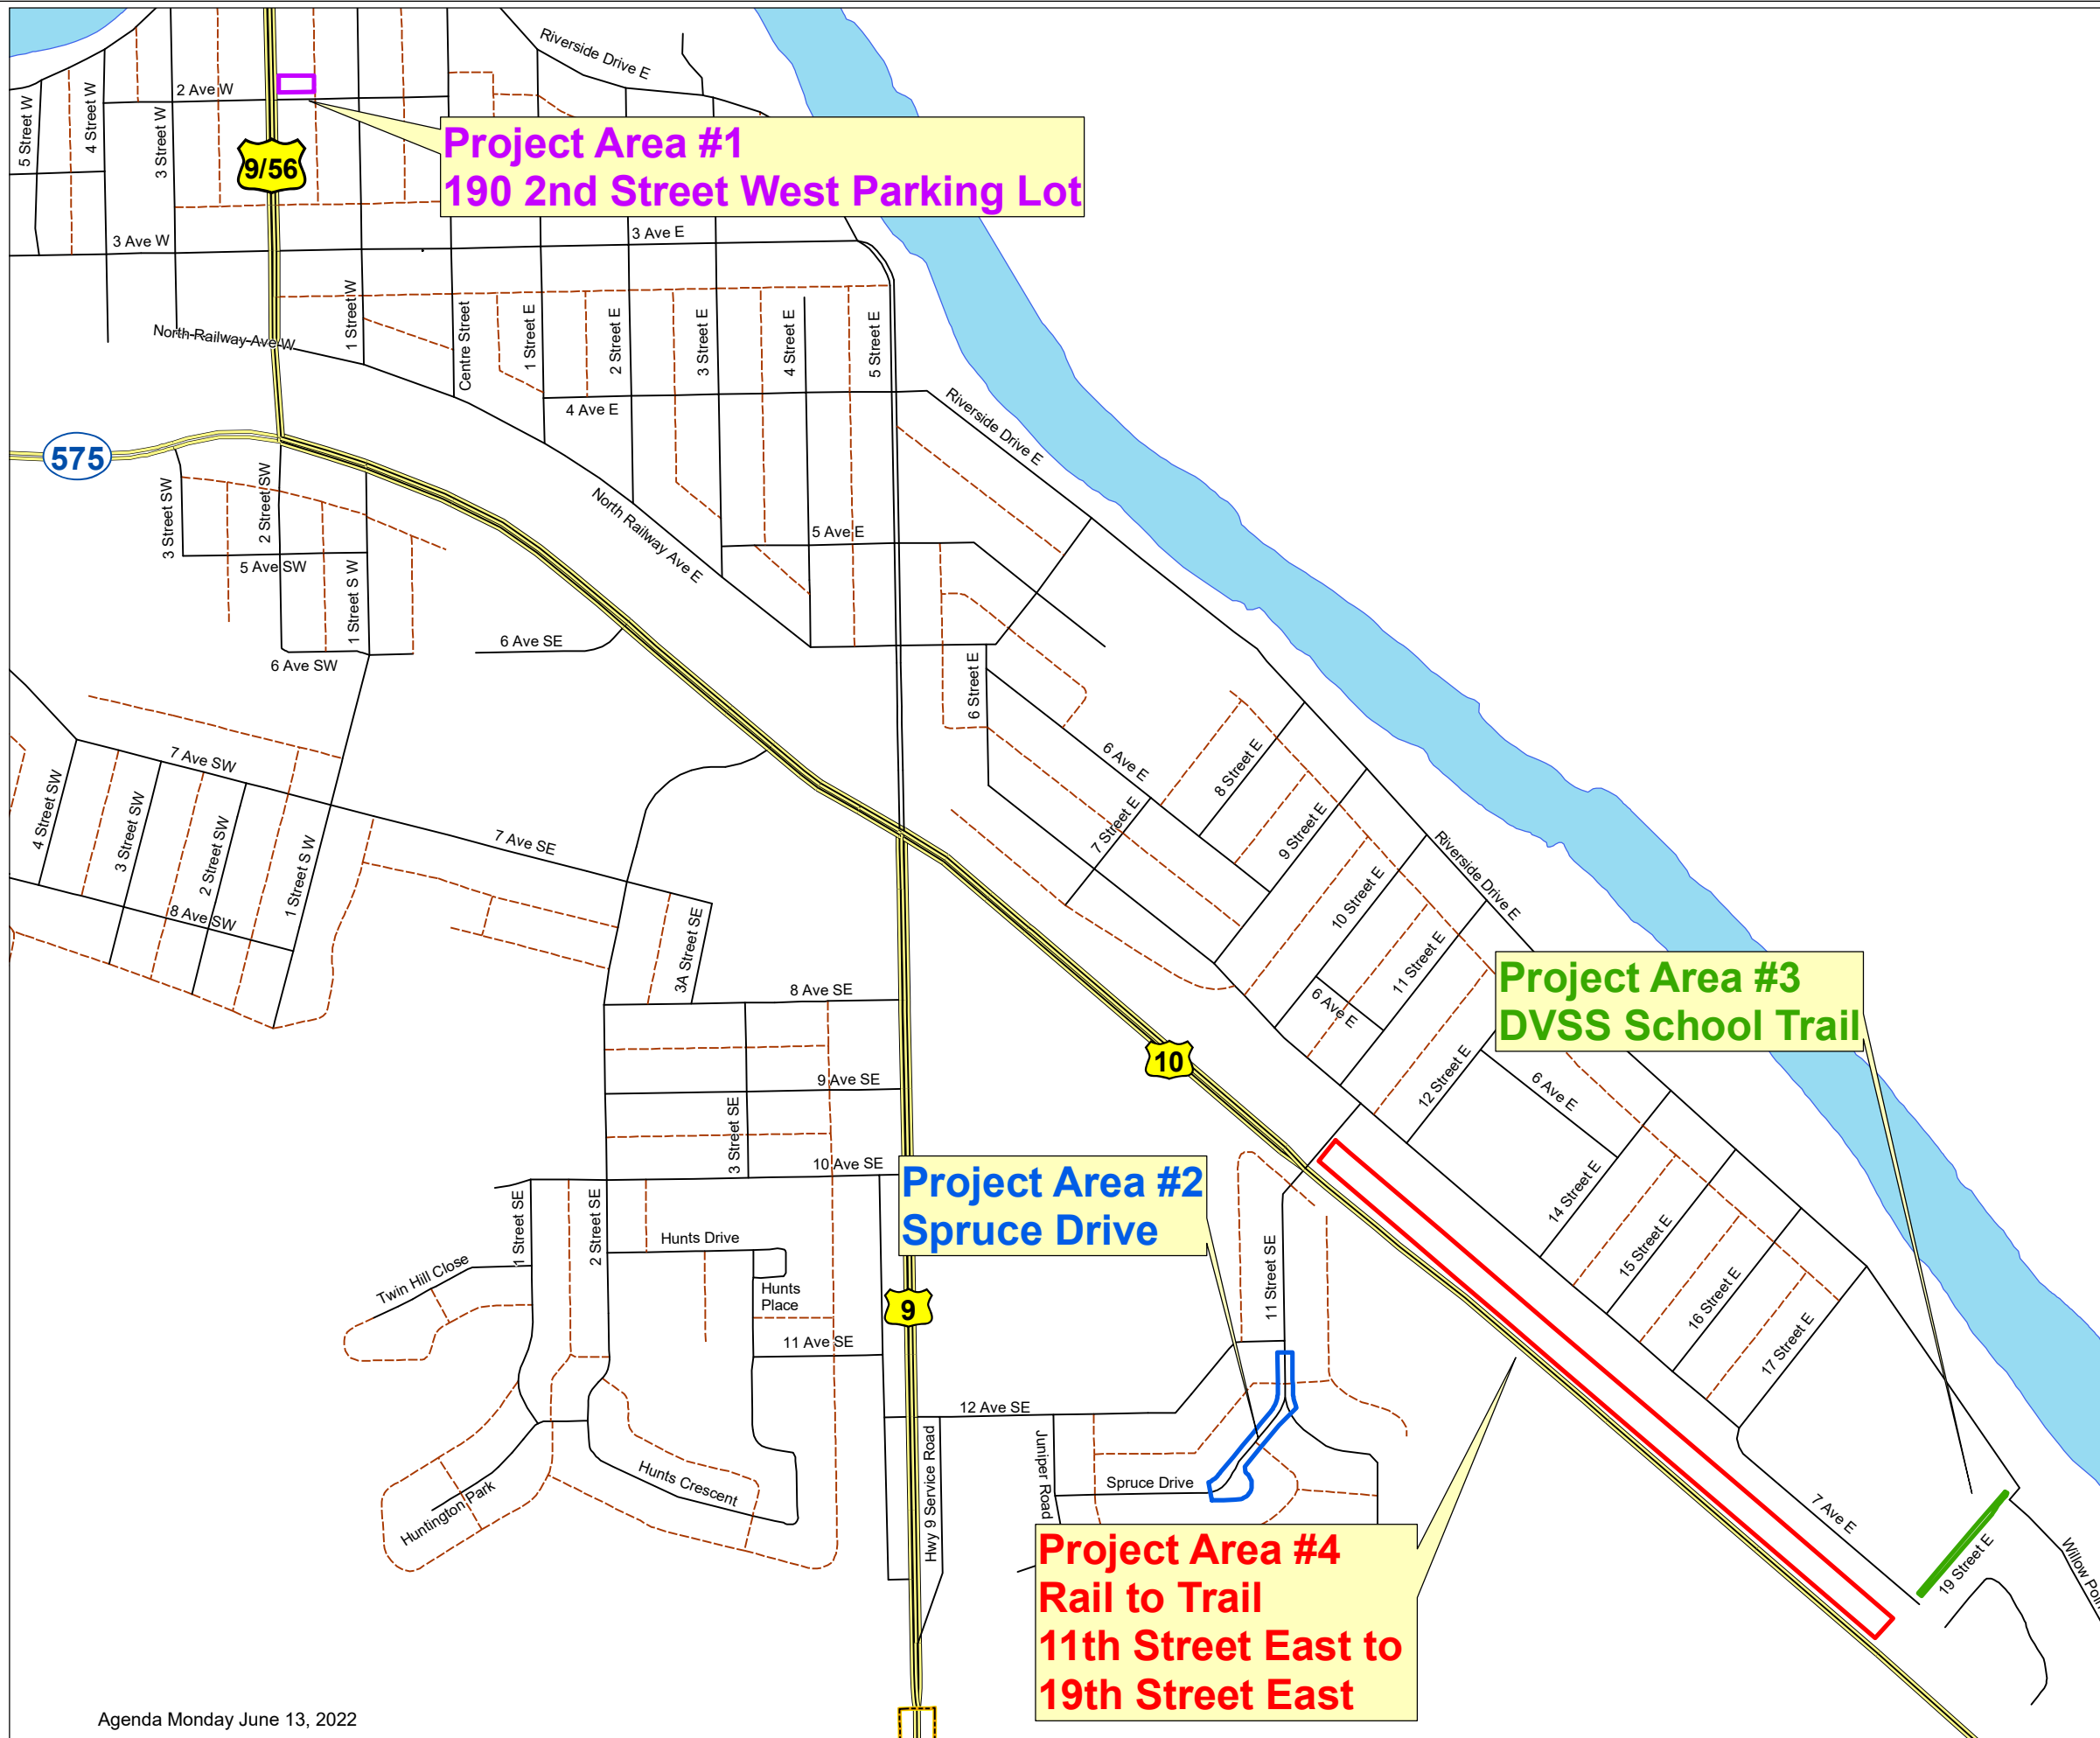 Riverside Drive E
2 Ave W
5 Street W
4 Street W
3 Street W
9/56
Project Area #1
190 2nd Street West Parking Lot
3 Ave W
3 Ave E
North Railway Ave W
1 Street W
Centre Street
1 Street E
2 Street E
3 Street E
4 Street E
5 Street E
4 Ave E
Riverside Drive E
575
3 Street SW
2 Street SW
5 Ave SW
1 Street S W
6 Ave SW
6 Ave SE
North Railway Ave E
5 Ave E
6 Street E
6 Ave E
7 Street E
8 Street E
9 Street E
10 Street E
11 Street E
6 Ave E
12 Street E
Riverside Drive E
7 Ave SW
4 Street SW
3 Street SW
2 Street SW
1 Street S W
8 Ave SW
7 Ave SE
3A Street SE
8 Ave SE
9 Ave SE
3 Street SE
10 Ave SE
10
Project Area #3
DVSS School Trail
6 Ave E
14 Street E
15 Street E
16 Street E
17 Street E
Project Area #2
Spruce Drive
1 Street SE
2 Street SE
Hunts Drive
Twin Hill Close
Hunts
Place
11 Ave SE
9
11 Street SE
12 Ave SE
Hwy 9 Service Road
Juniper Road
Spruce Drive
Hunts Crescent
Huntington Park
7 Ave E
19 Street E
Project Area #4
Rail to Trail
11th Street East to
19th Street East
Agenda Monday June 13, 2022
Willow